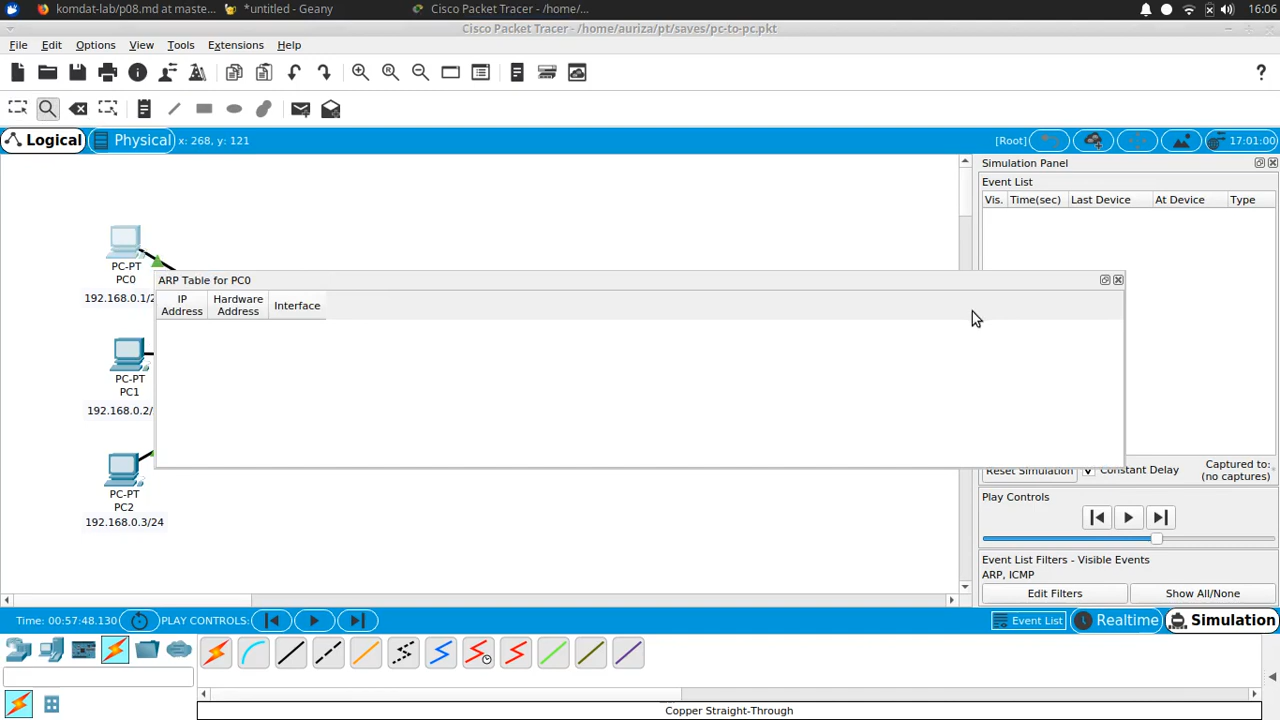 komdat-lab/p08.md at maste...
*untitled - Geany
Cisco Packet Tracer - /home/...
16:06
Cisco Packet Tracer - /home/auriza/pt/saves/pc-to-pc.pkt
File Edit Options View Tools Extensions Help
Logical
Physical
x: 268, y: 121
[Root]
17:01:00
Simulation Panel
Event List
Vis. Time(sec) Last Device At Device Type
PC-PT
PC0
192.168.0.1/2
ARP Table for PC0
IP Address
Hardware Address
Interface
PC-PT
PC1
192.168.0.2/
PC-PT
PC2
192.168.0.3/24
Reset Simulation
Constant Delay
Captured to:
(no captures)
Play Controls
Event List Filters - Visible Events
ARP, ICMP
Edit Filters
Show All/None
Time: 00:57:48.130
PLAY CONTROLS:
Event List
Realtime
Simulation
Copper Straight-Through